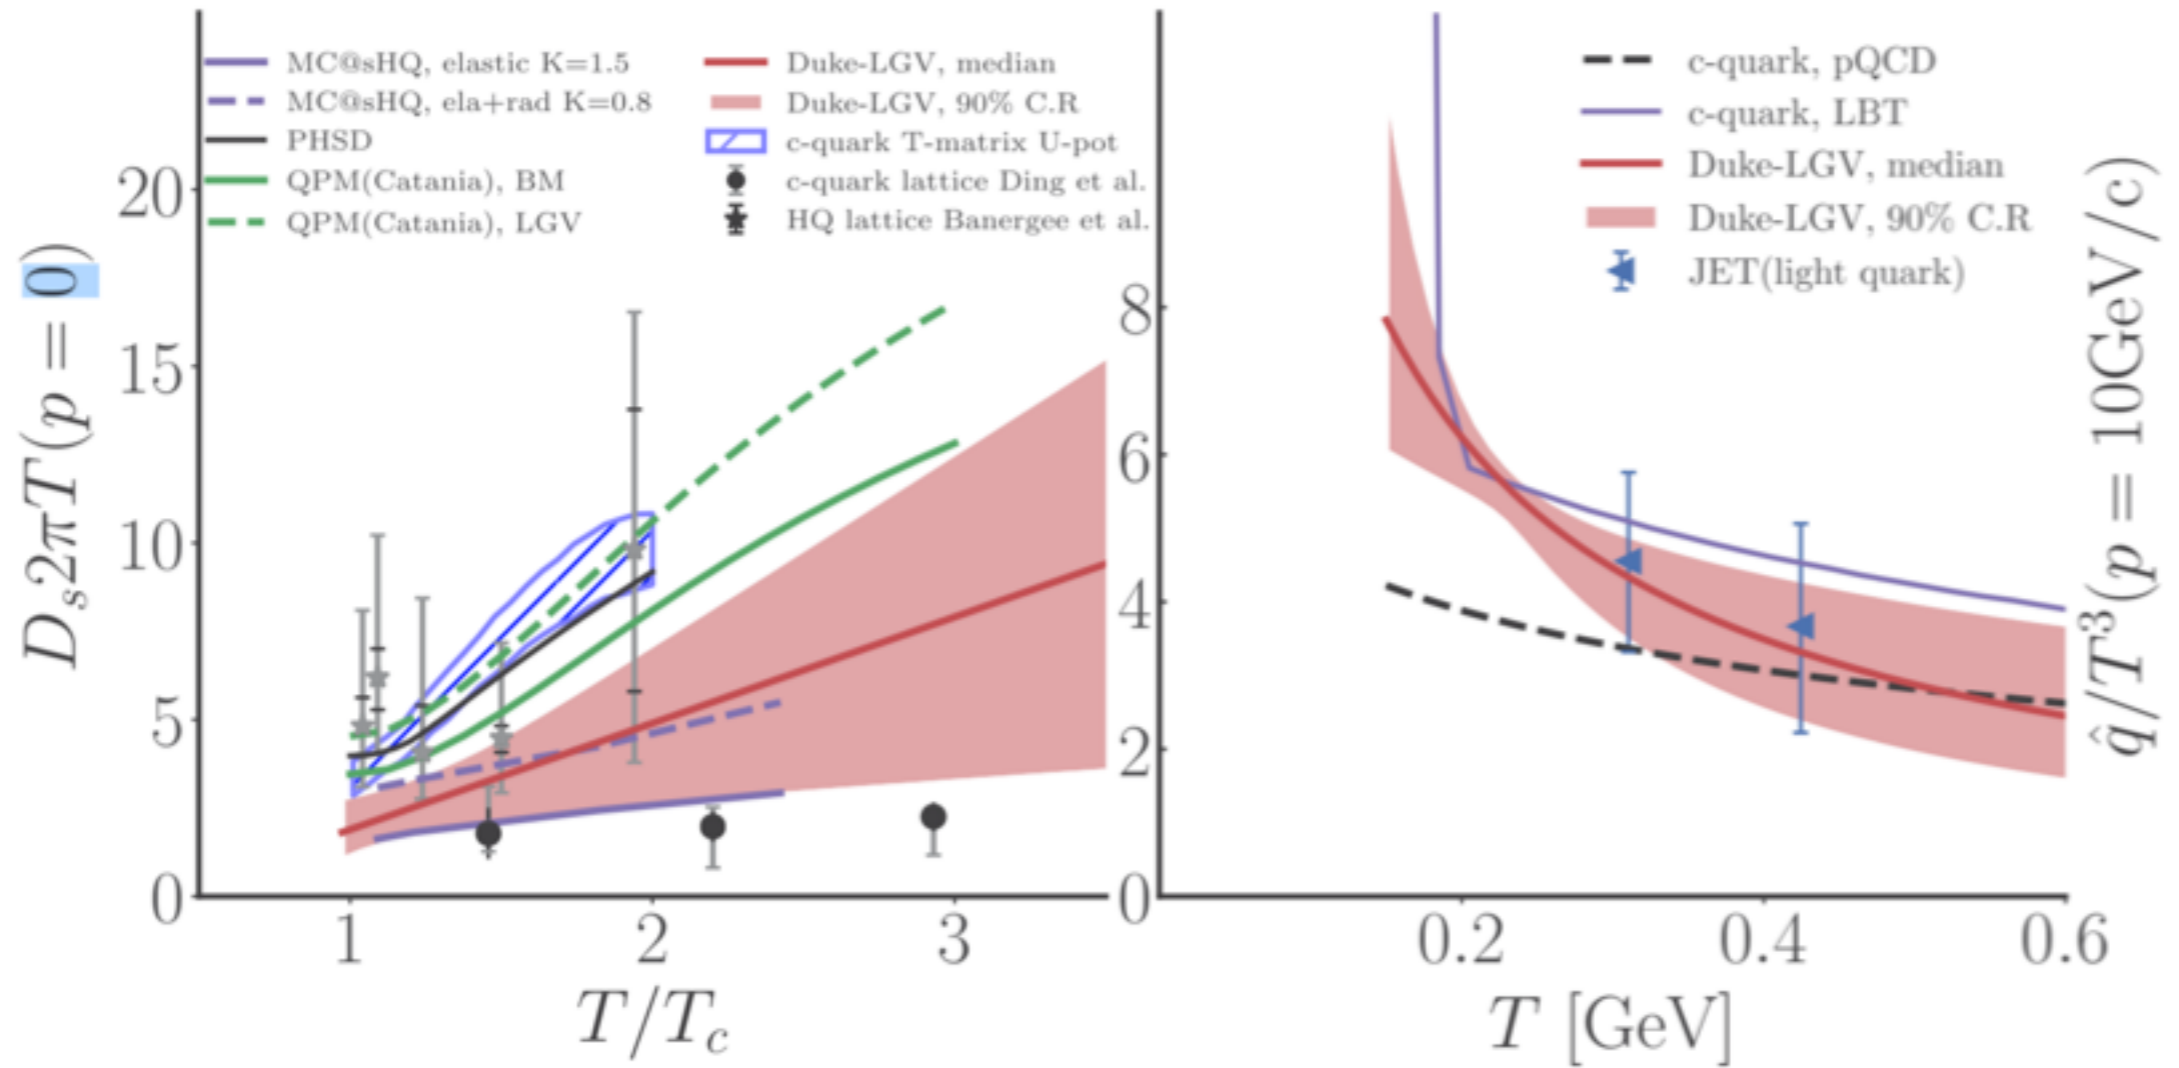 MC@sHQ, elastic K=1.5
MC@sHQ, ela+rad K=0.8
PHSD
QPM(Catania), BM
QPM(Catania), LGV
Duke-LGV, median
Duke-LGV, 90% C.R
c-quark T-matrix U-pot
c-quark lattice Ding et al.
HQ lattice Banergee et al.
20
15
10
5
0
D_s2πT(p = 0)
1 2 3
T/T_c
c-quark, pQCD
c-quark, LBT
Duke-LGV, median
Duke-LGV, 90% C.R
JET(light quark)
8
6
4
2
0
0.2 0.4 0.6
T [GeV]
q̂/T³(p = 10GeV/c)